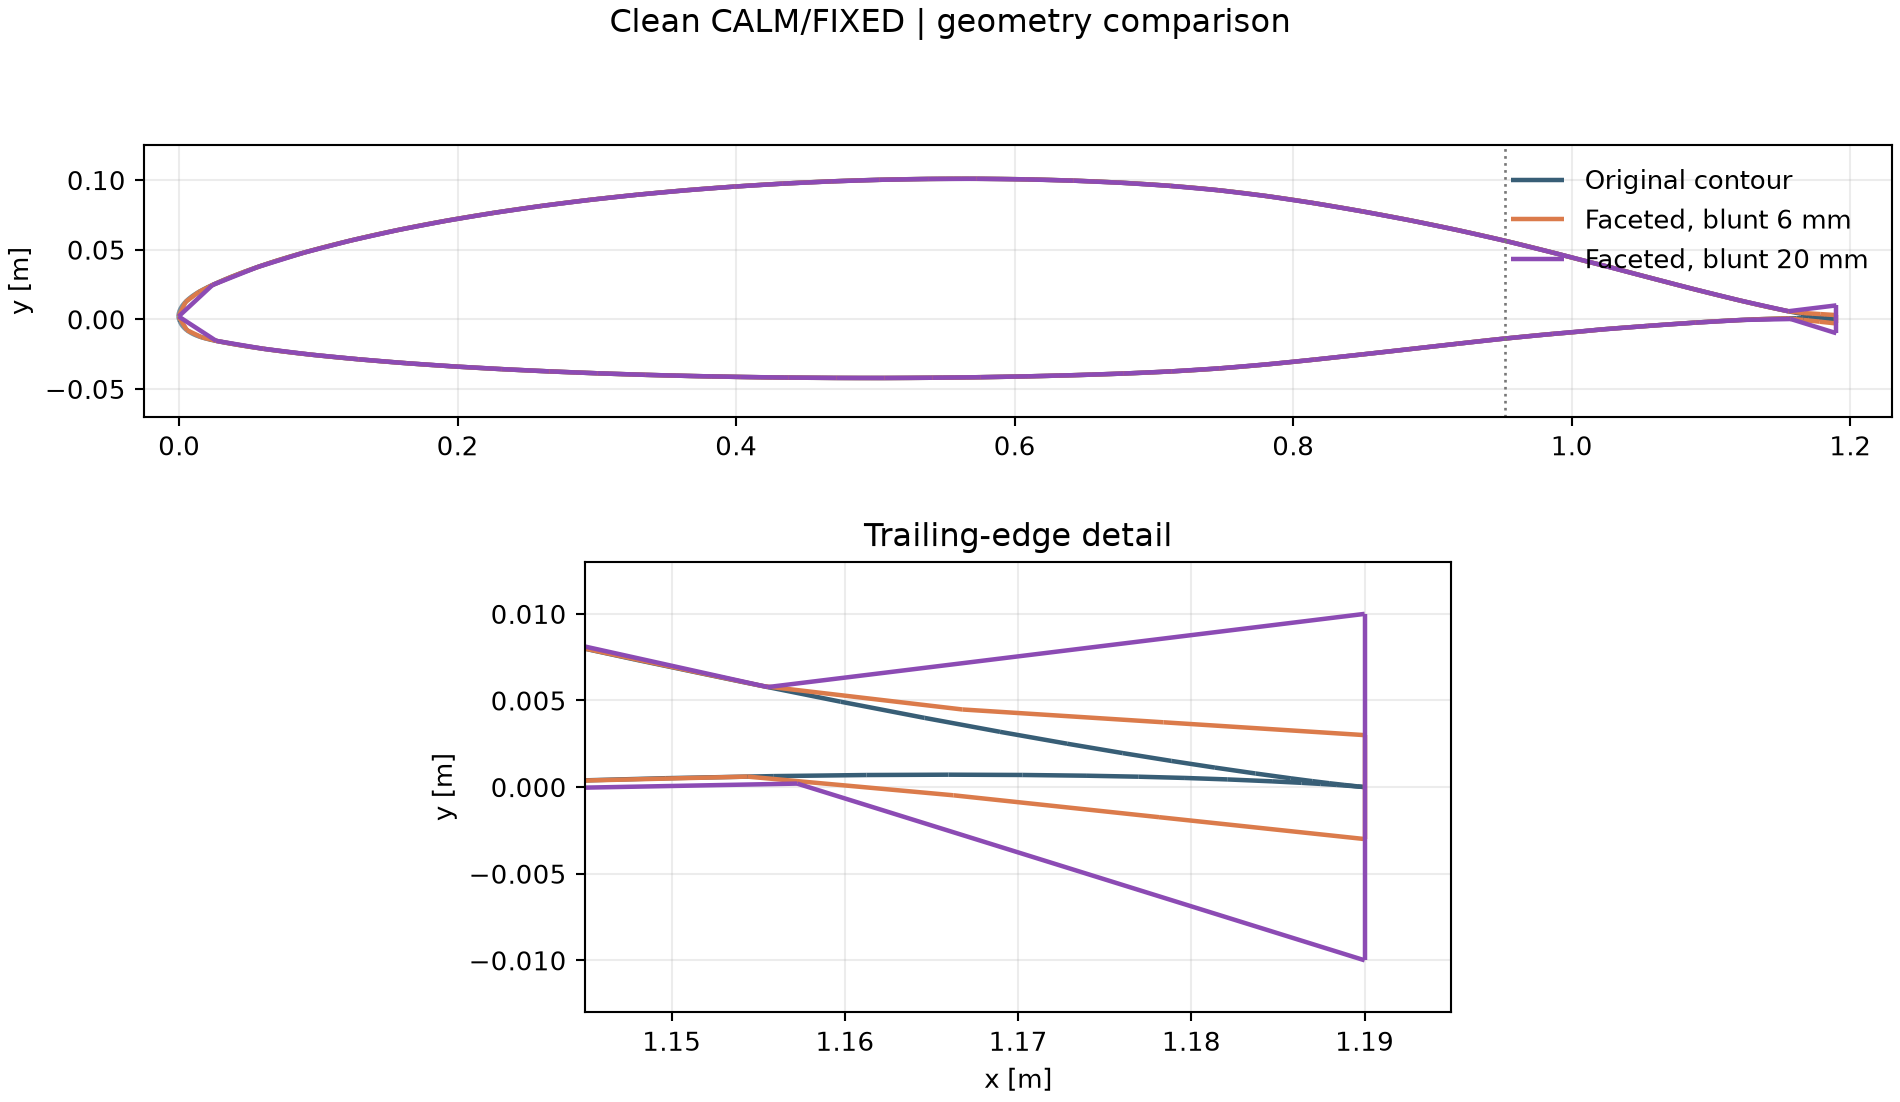 Clean CALM/FIXED | geometry comparison
y [m]
0.10
0.05
0.00
−0.05
Original contour
Faceted, blunt 6 mm
Faceted, blunt 20 mm
0.0 0.2 0.4 0.6 0.8 1.0 1.2
Trailing-edge detail
y [m]
0.010
0.005
0.000
−0.005
−0.010
1.15 1.16 1.17 1.18 1.19
x [m]